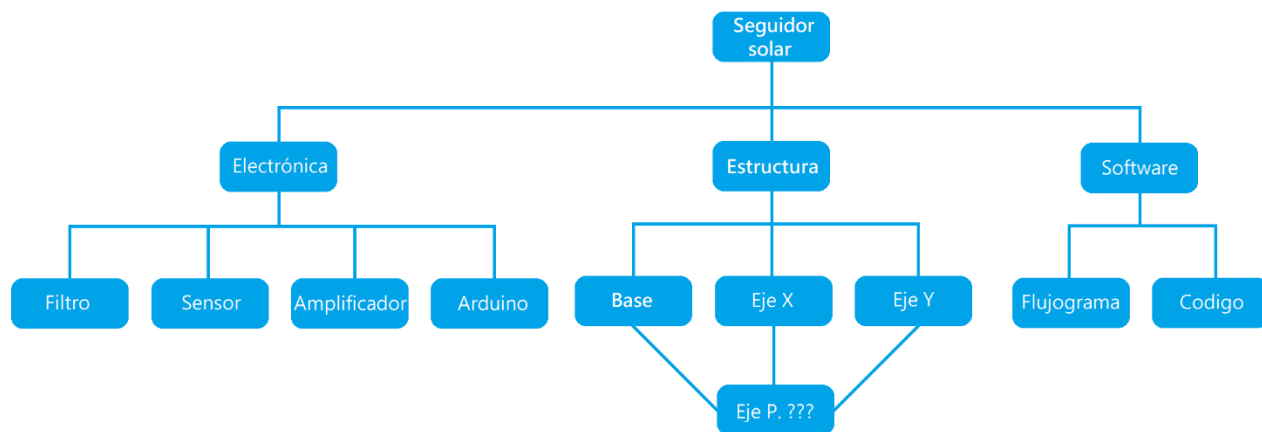 Seguidor
solar
Electrónica
Estructura
Software
Filtro
Sensor
Amplificador
Arduino
Base
Eje X
Eje Y
Flujograma
Codigo
Eje P. ???